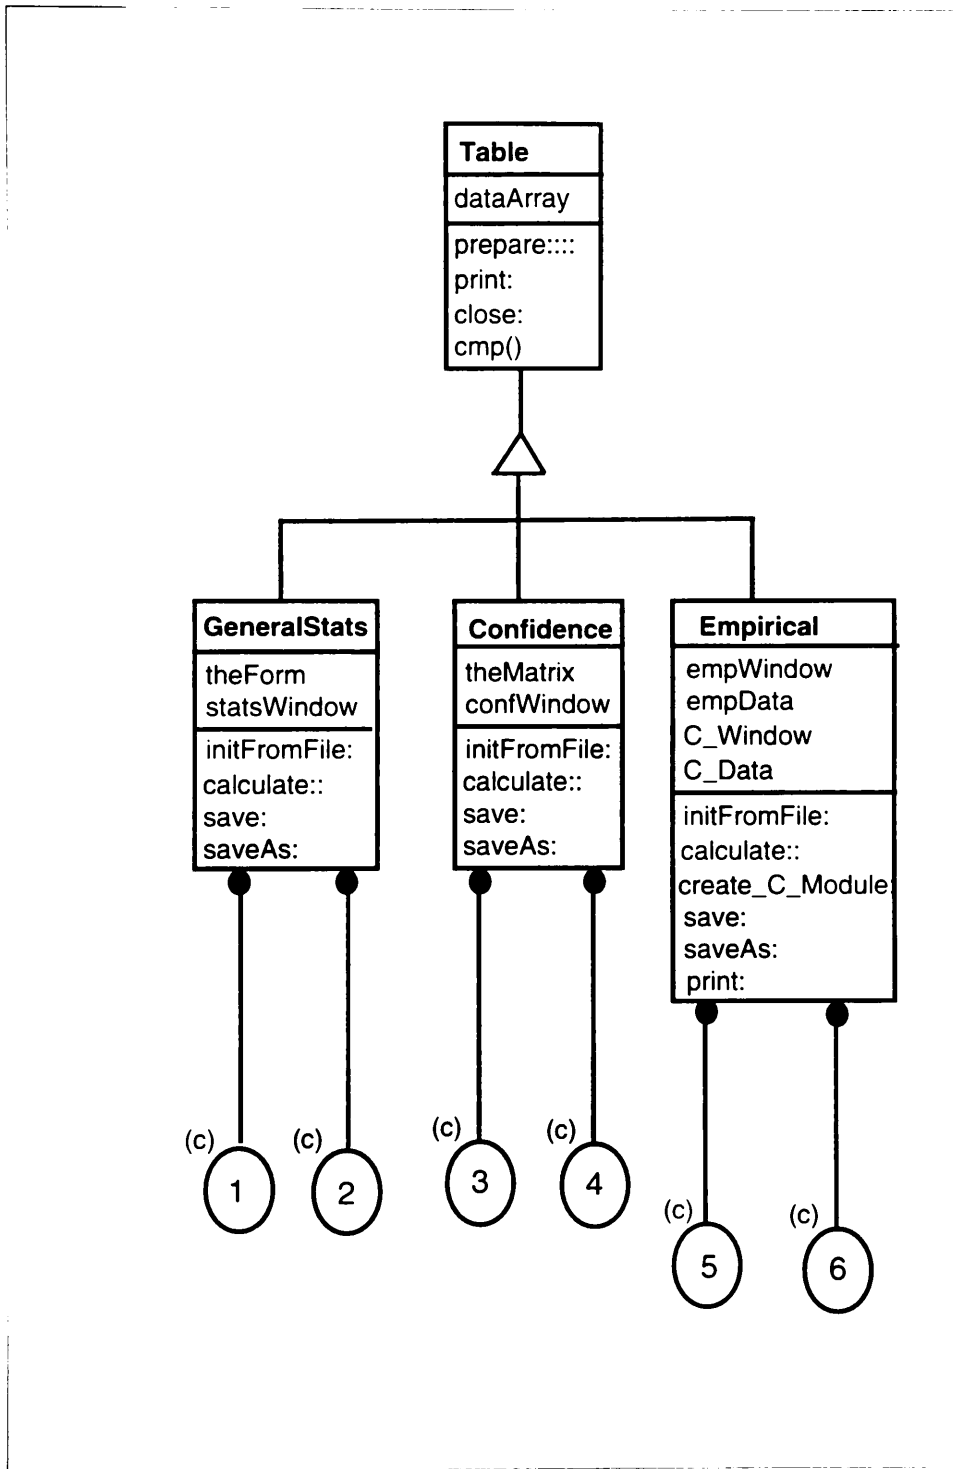 Table
dataArray
prepare::::
print:
close:
cmp()
GeneralStats
theForm
statsWindow
initFromFile:
calculate::
save:
saveAs:
Confidence
theMatrix
confWindow
initFromFile:
calculate::
save:
saveAs:
Empirical
empWindow
empData
C_Window
C_Data
initFromFile:
calculate::
create_C_Module:
save:
saveAs:
print:
(c)
1
(c)
2
(c)
3
(c)
4
(c)
5
(c)
6